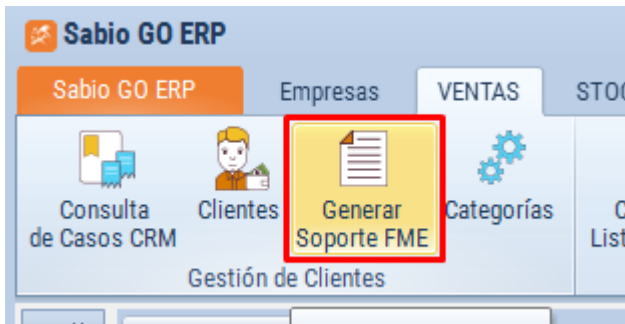 Sabio GO ERP
Sabio GO ERP Empresas VENTAS
Consulta Clientes Generar Categorías
de Casos CRM Soporte FME
Gestión de Clientes